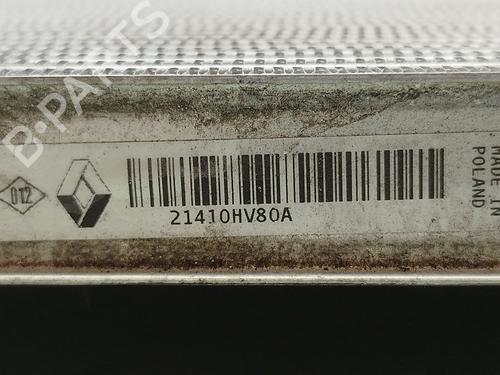 B-PARTS
012
21410HV80A
MADE IN
POLAND